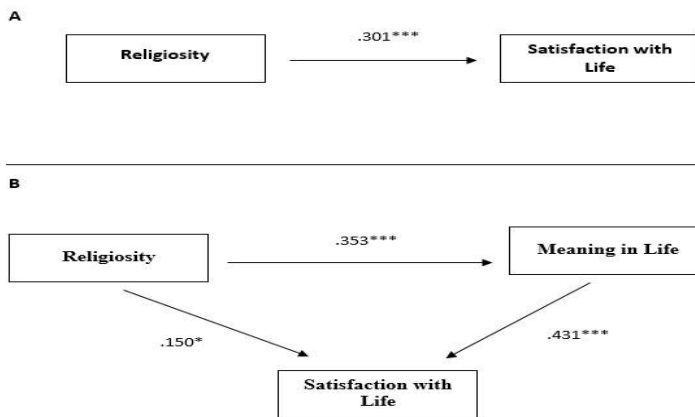 A
.301***
Religiosity
Satisfaction with
Life
B
.353***
Religiosity
Meaning in Life
.150*
.431***
Satisfaction with
Life